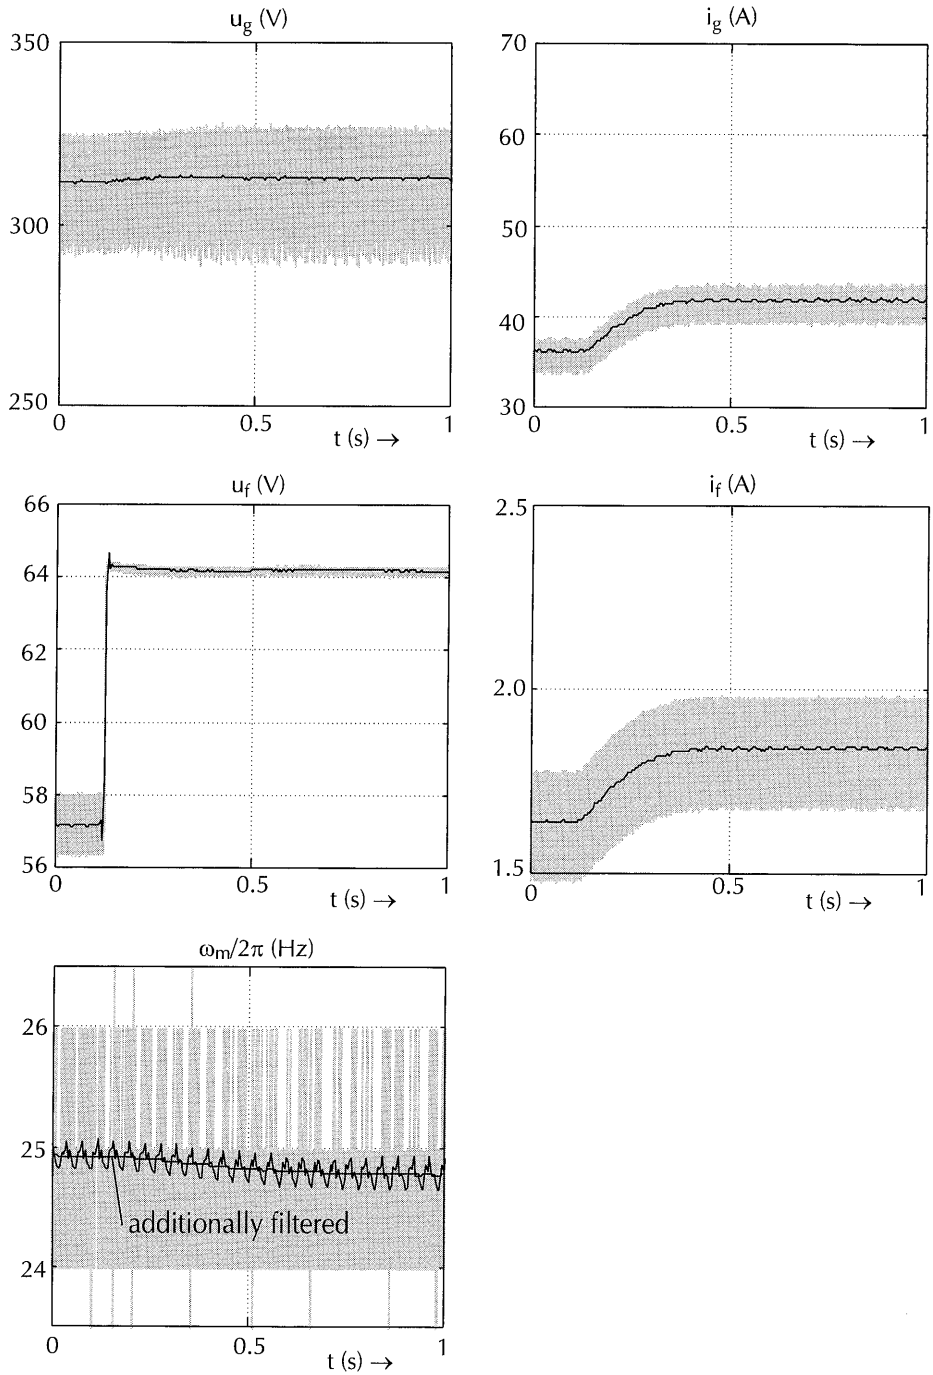 u_g (V)
350
300
250
0 0.5 1
t (s) →
i_g (A)
70
60
50
40
30
0 0.5 1
t (s) →
u_f (V)
66
64
62
60
58
56
0 0.5 1
t (s) →
i_f (A)
2.5
2.0
1.5
0 0.5 1
t (s) →
ω_m/2π (Hz)
26
25
additionally filtered
24
0 0.5 1
t (s) →